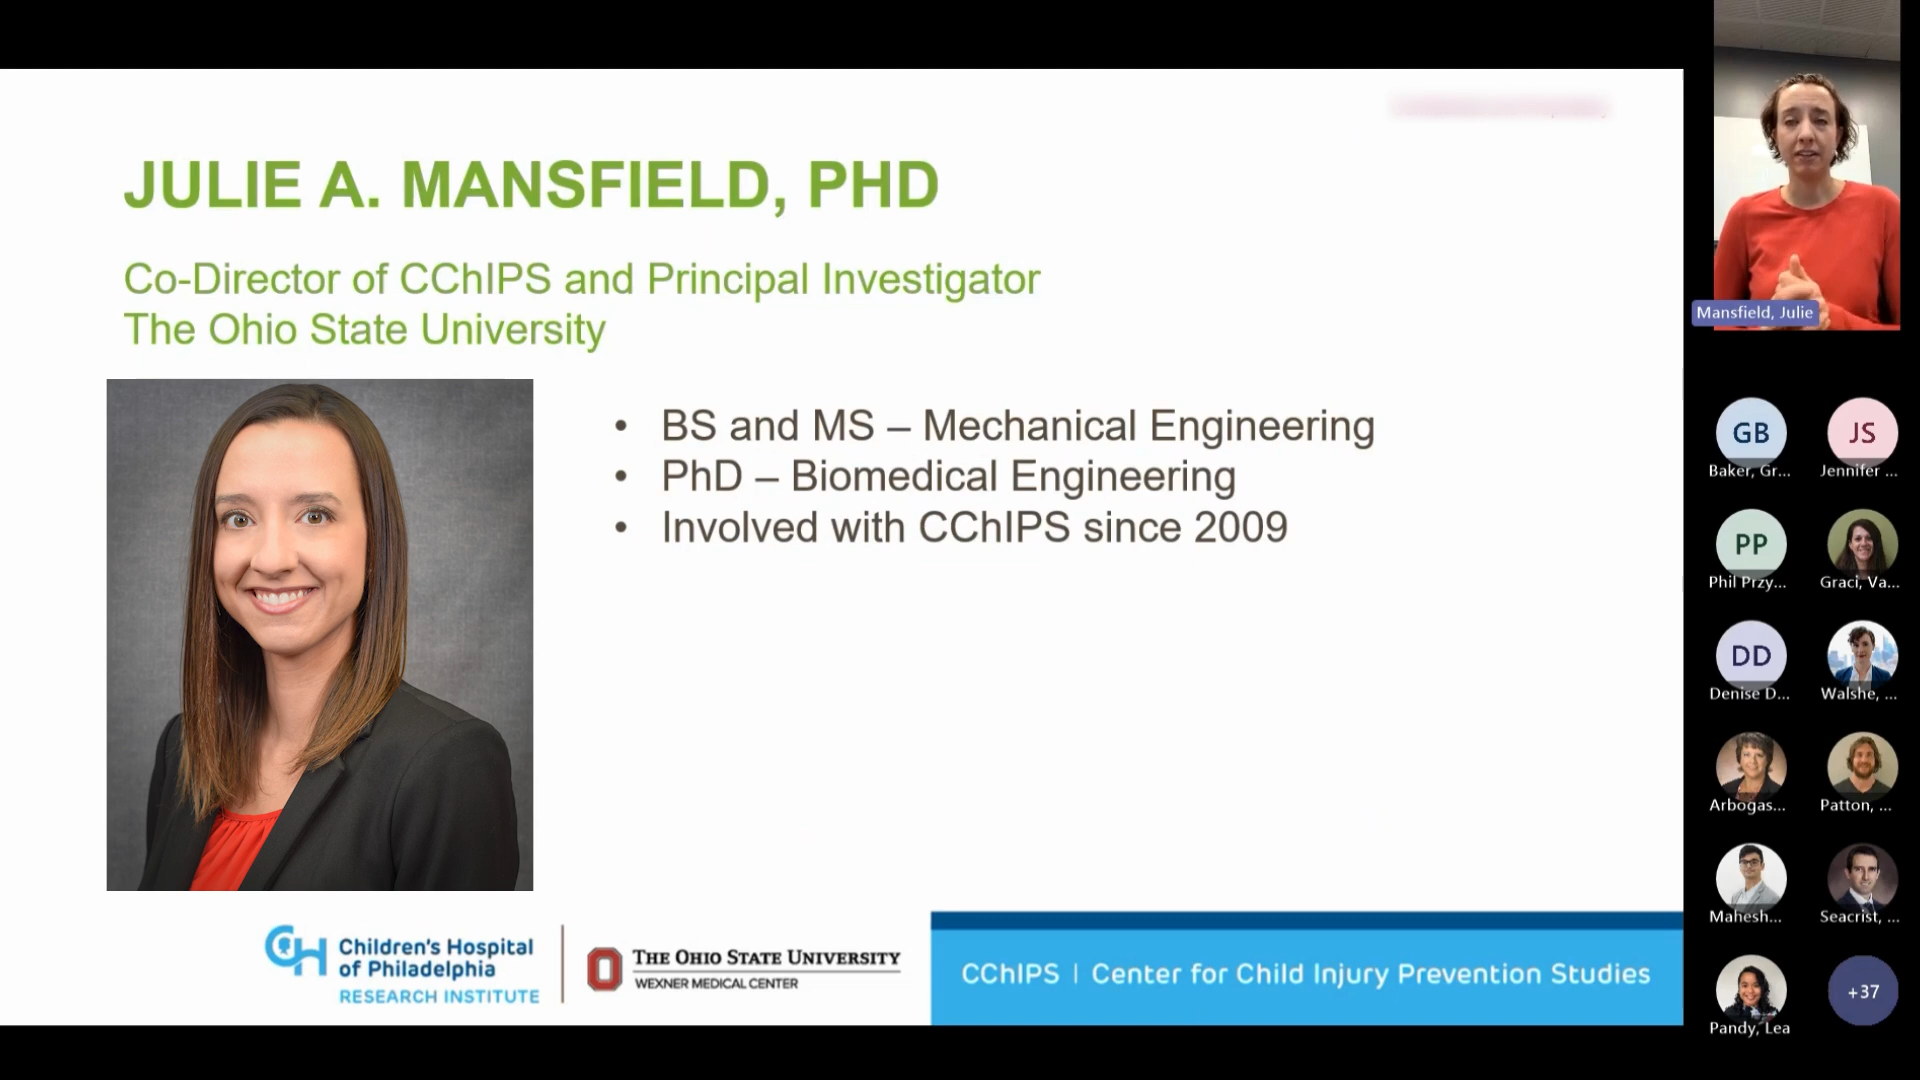 JULIE A. MANSFIELD, PHD
Co-Director of CChIPS and Principal Investigator
The Ohio State University
• BS and MS – Mechanical Engineering
• PhD – Biomedical Engineering
• Involved with CChIPS since 2009
Children's Hospital
of Philadelphia
RESEARCH INSTITUTE
THE OHIO STATE UNIVERSITY
WEXNER MEDICAL CENTER
CChIPS | Center for Child Injury Prevention Studies
Mansfield, Julie
GB
JS
Baker, Gr...
Jennifer ...
PP
Phil Przy...
Graci, Va...
DD
Denise D...
Walshe, ...
Arbogas...
Patton, ...
Mahesh...
Seacrist, ...
Pandy, Lea
+37